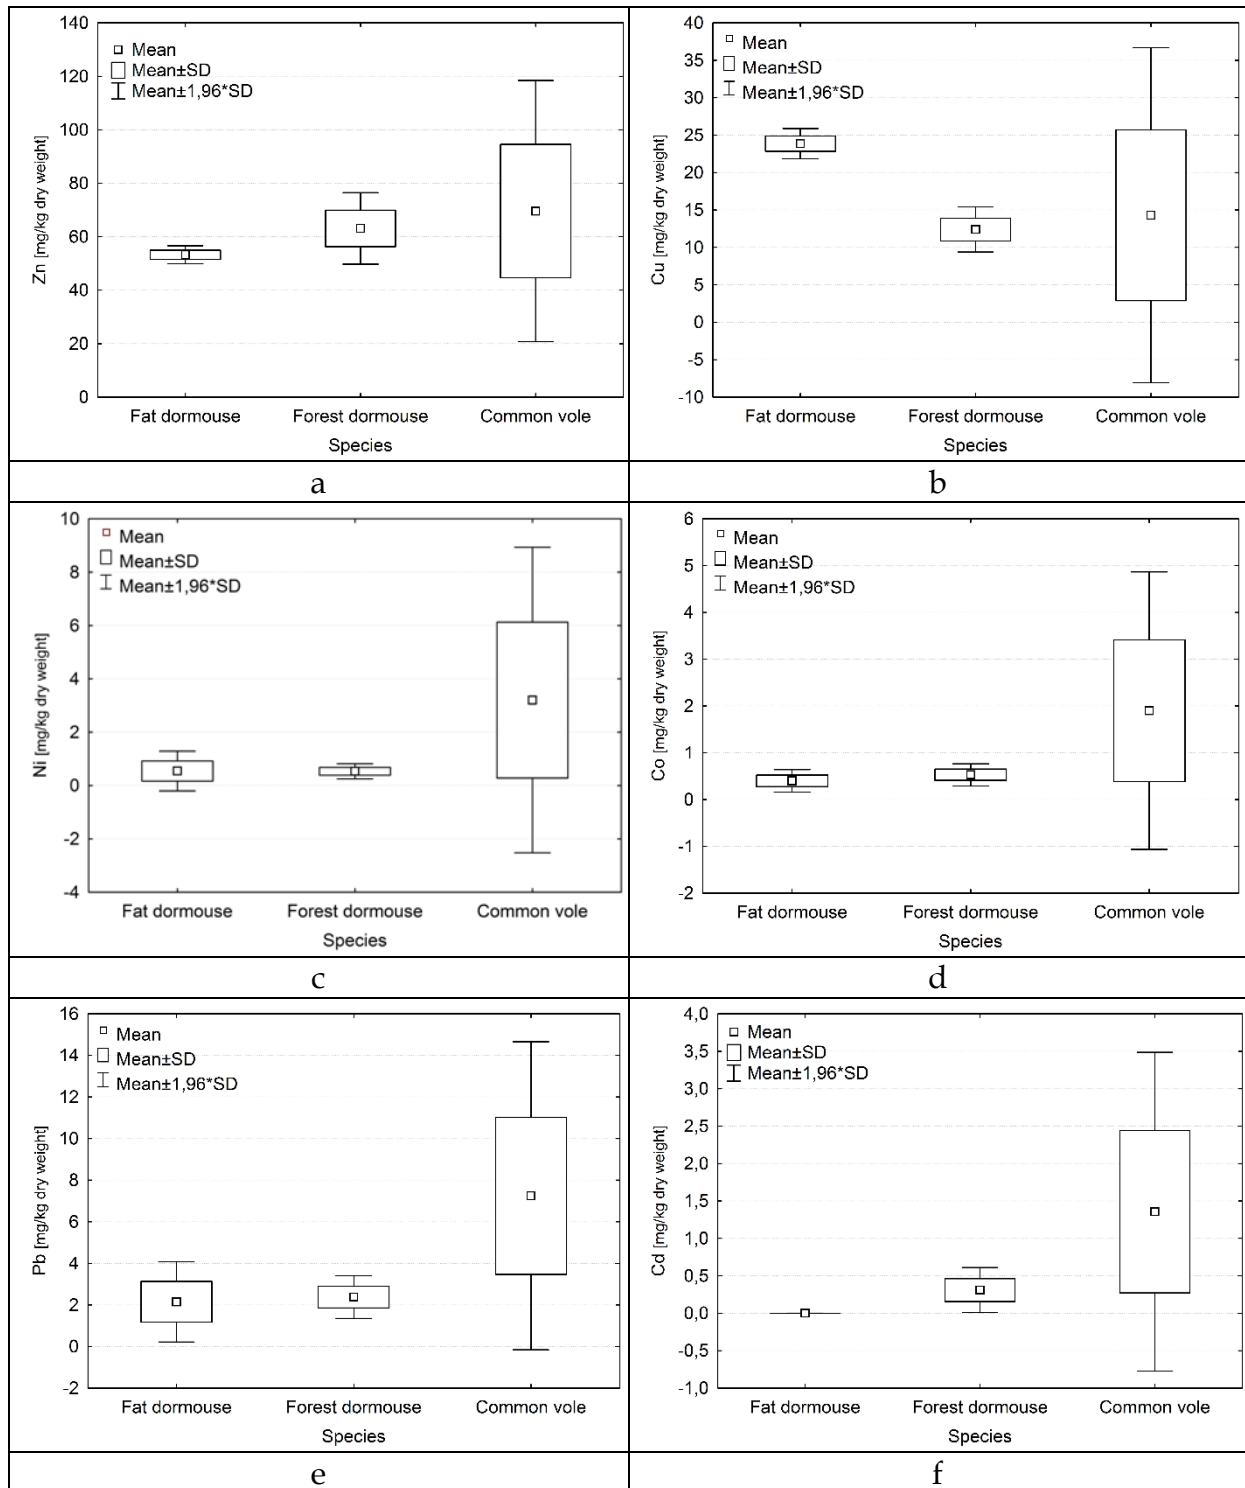 140
120
100
80
60
40
20
0
Zn [mg/kg dry weight]
Mean
Mean±SD
Mean±1,96*SD
Fat dormouse Forest dormouse Common vole
Species
a
40
35
30
25
20
15
10
5
0
-5
-10
Cu [mg/kg dry weight]
Mean
Mean±SD
Mean±1,96*SD
Fat dormouse Forest dormouse Common vole
Species
b
10
8
6
4
2
0
-2
-4
Ni [mg/kg dry weight]
Mean
Mean±SD
Mean±1,96*SD
Fat dormouse Forest dormouse Common vole
Species
c
6
5
4
3
2
1
0
-1
-2
Co [mg/kg dry weight]
Mean
Mean±SD
Mean±1,96*SD
Fat dormouse Forest dormouse Common vole
Species
d
16
14
12
10
8
6
4
2
0
-2
Pb [mg/kg dry weight]
Mean
Mean±SD
Mean±1,96*SD
Fat dormouse Forest dormouse Common vole
Species
e
4,0
3,5
3,0
2,5
2,0
1,5
1,0
0,5
0,0
-0,5
-1,0
Cd [mg/kg dry weight]
Mean
Mean±SD
Mean±1,96*SD
Fat dormouse Forest dormouse Common vole
Species
f